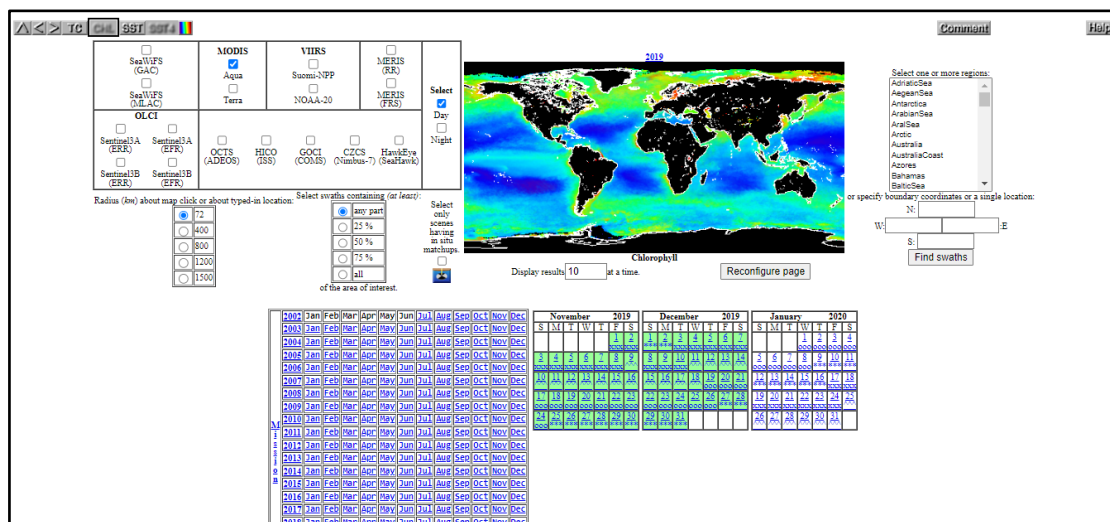 TC CHL SST SST4 Comment Help
SeaWiFS (GAC)
SeaWiFS (MLAC)
MODIS
Aqua
Terra
VIIRS
Suomi-NPP
NOAA-20
MERIS (RR)
MERIS (FRS)
OLCI
Sentinel3A (ERR)
Sentinel3A (EFR)
Sentinel3B (ERR)
Sentinel3B (EFR)
OCTS (ADEOS)
HICO (ISS)
GOCI (COMS)
CZCS (Nimbus-7)
HawkEye (SeaHawk)
Select
Day
Night
2019
Chlorophyll
Select one or more regions:
AdriaticSea
AegeanSea
Antarctica
ArabianSea
AralSea
Arctic
Australia
AustraliaCoast
Azores
Bahamas
BalticSea
or specify boundary coordinates or a single location:
N:
W: :E
S:
Find swaths
Radius (km) about map click or about typed-in location:
72
400
800
1200
1500
Select swaths containing (at least):
any part
25 %
50 %
75 %
all
of the area of interest.
Select only scenes having in situ matchups.
Display results 10 at a time.
Reconfigure page
Mission
2002 Jan Feb Mar Apr May Jun Jul Aug Sep Oct Nov Dec
2003 Jan Feb Mar Apr May Jun Jul Aug Sep Oct Nov Dec
2004 Jan Feb Mar Apr May Jun Jul Aug Sep Oct Nov Dec
2005 Jan Feb Mar Apr May Jun Jul Aug Sep Oct Nov Dec
2006 Jan Feb Mar Apr May Jun Jul Aug Sep Oct Nov Dec
2007 Jan Feb Mar Apr May Jun Jul Aug Sep Oct Nov Dec
2008 Jan Feb Mar Apr May Jun Jul Aug Sep Oct Nov Dec
2009 Jan Feb Mar Apr May Jun Jul Aug Sep Oct Nov Dec
2010 Jan Feb Mar Apr May Jun Jul Aug Sep Oct Nov Dec
2011 Jan Feb Mar Apr May Jun Jul Aug Sep Oct Nov Dec
2012 Jan Feb Mar Apr May Jun Jul Aug Sep Oct Nov Dec
2013 Jan Feb Mar Apr May Jun Jul Aug Sep Oct Nov Dec
2014 Jan Feb Mar Apr May Jun Jul Aug Sep Oct Nov Dec
2015 Jan Feb Mar Apr May Jun Jul Aug Sep Oct Nov Dec
2016 Jan Feb Mar Apr May Jun Jul Aug Sep Oct Nov Dec
2017 Jan Feb Mar Apr May Jun Jul Aug Sep Oct Nov Dec
2018 Jan Feb Mar Apr May Jun Jul Aug Sep Oct Nov Dec
November 2019
S M T W T F S
1 2
3 4 5 6 7 8 9
10 11 12 13 14 15 16
17 18 19 20 21 22 23
24 25 26 27 28 29 30
December 2019
S M T W T F S
1 2 3 4 5 6 7
8 9 10 11 12 13 14
15 16 17 18 19 20 21
22 23 24 25 26 27 28
29 30 31
January 2020
S M T W T F S
1 2 3 4
5 6 7 8 9 10 11
12 13 14 15 16 17 18
19 20 21 22 23 24 25
26 27 28 29 30 31